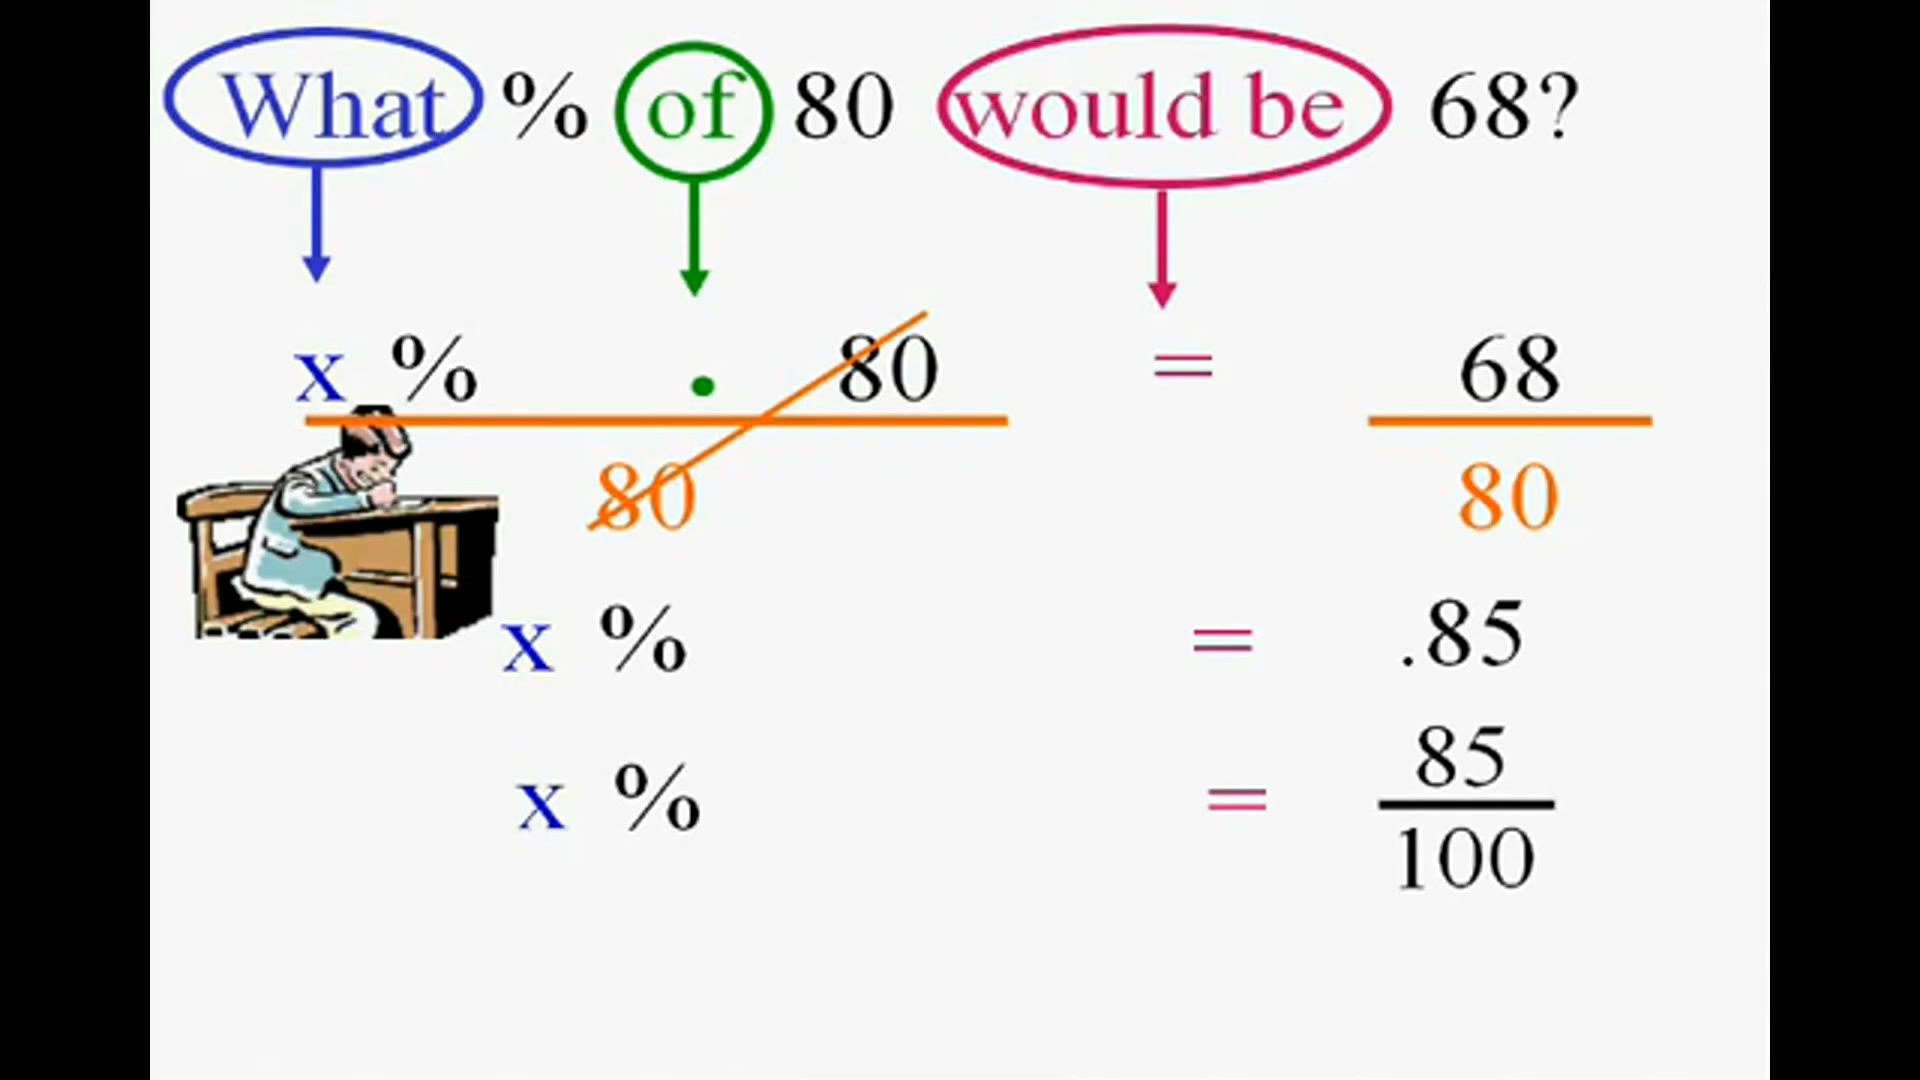 What % of 80 would be 68?
x % • 80 = 68
80 80
x % = .85
x % = 85
100